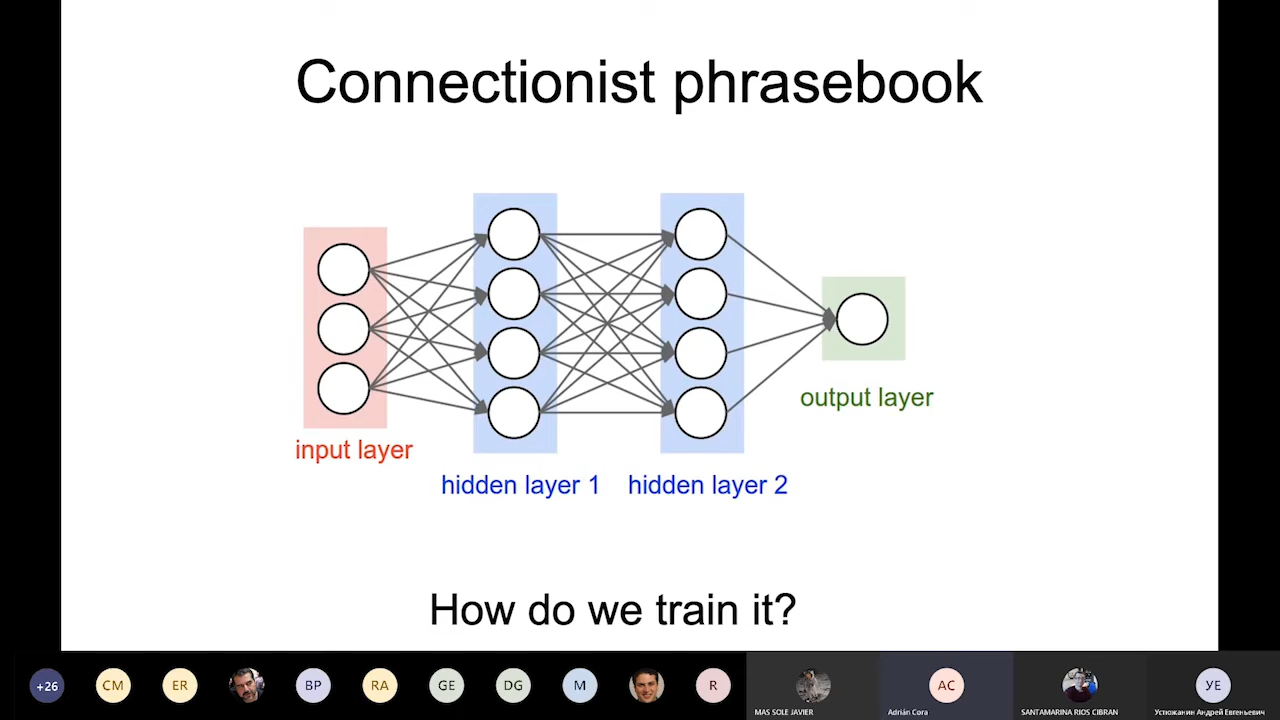 Connectionist phrasebook
input layer
hidden layer 1
hidden layer 2
output layer
How do we train it?
+26
CM
ER
BP
RA
GE
DG
M
R
AC
УЕ
MAS SOLE JAVIER
Adrián Cora
SANTAMARINA RIOS CIBRAN
Устюжанин Андрей Евгеньевич